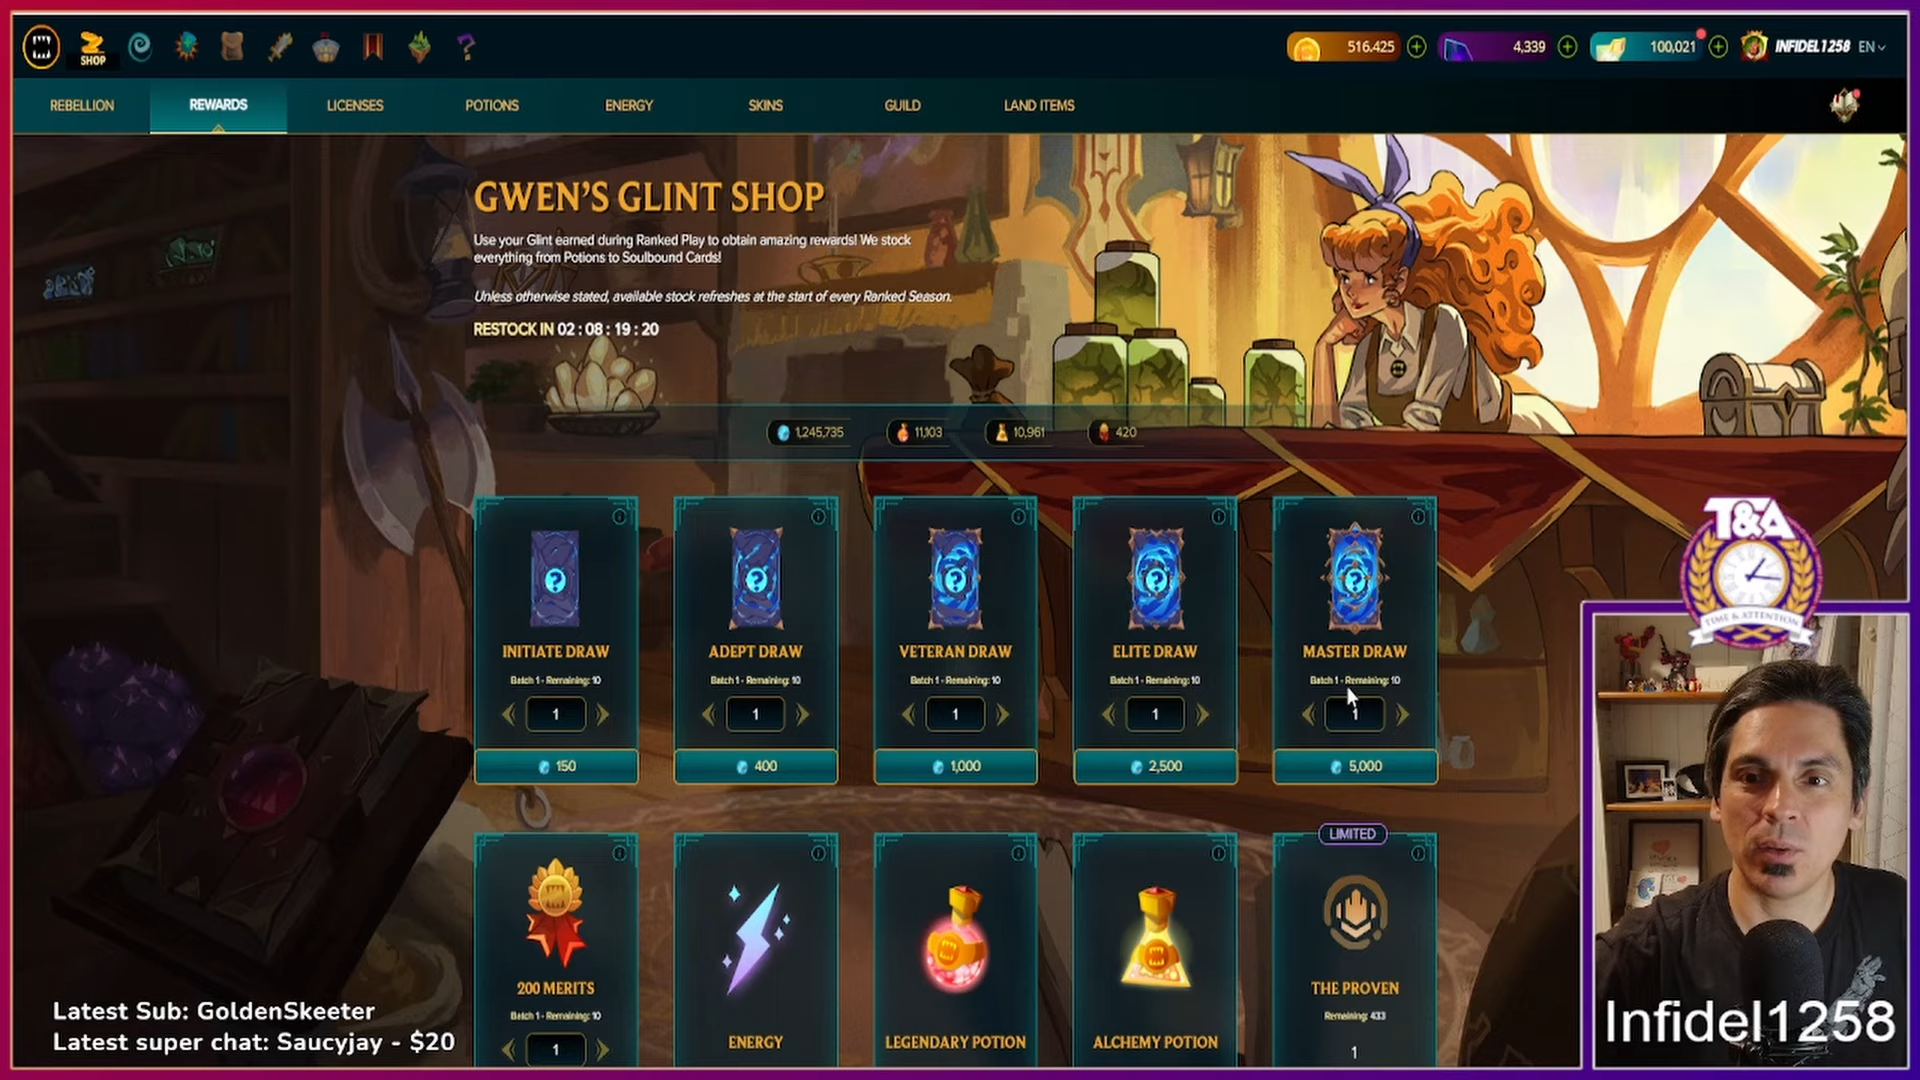 SHOP
516.425
4,339
100,021
INFIDEL1258
EN
REBELLION
REWARDS
LICENSES
POTIONS
ENERGY
SKINS
GUILD
LAND ITEMS
GWEN'S GLINT SHOP
Use your Glint earned during Ranked Play to obtain amazing rewards! We stock
everything from Potions to Soulbound Cards!
Unless otherwise stated, available stock refreshes at the start of every Ranked Season.
RESTOCK IN 02 : 08 : 19 : 20
1,245,735
11,103
10,961
420
INITIATE DRAW
Batch 1 - Remaining: 10
1
150
ADEPT DRAW
Batch 1 - Remaining: 10
1
400
VETERAN DRAW
Batch 1 - Remaining: 10
1
1,000
ELITE DRAW
Batch 1 - Remaining: 10
1
2,500
MASTER DRAW
Batch 1 - Remaining: 10
1
5,000
200 MERITS
Batch 1 - Remaining: 10
1
ENERGY
LEGENDARY POTION
ALCHEMY POTION
LIMITED
THE PROVEN
Remaining: 433
1
T&A
TIME & ATTENTION
Latest Sub: GoldenSkeeter
Latest super chat: Saucyjay - $20
Infidel1258